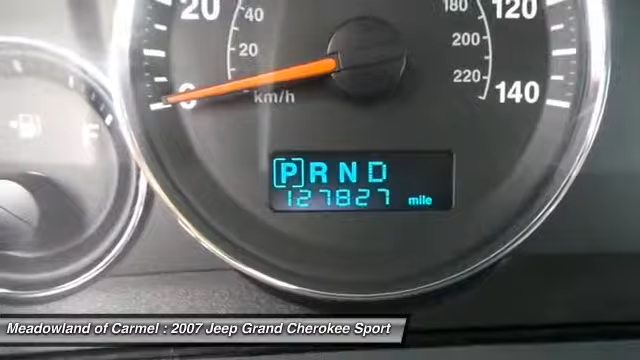 20 40 180 120
20 200
220
0 km/h 140
F
P R N D
127827 mile
Meadowland of Carmel : 2007 Jeep Grand Cherokee Sport